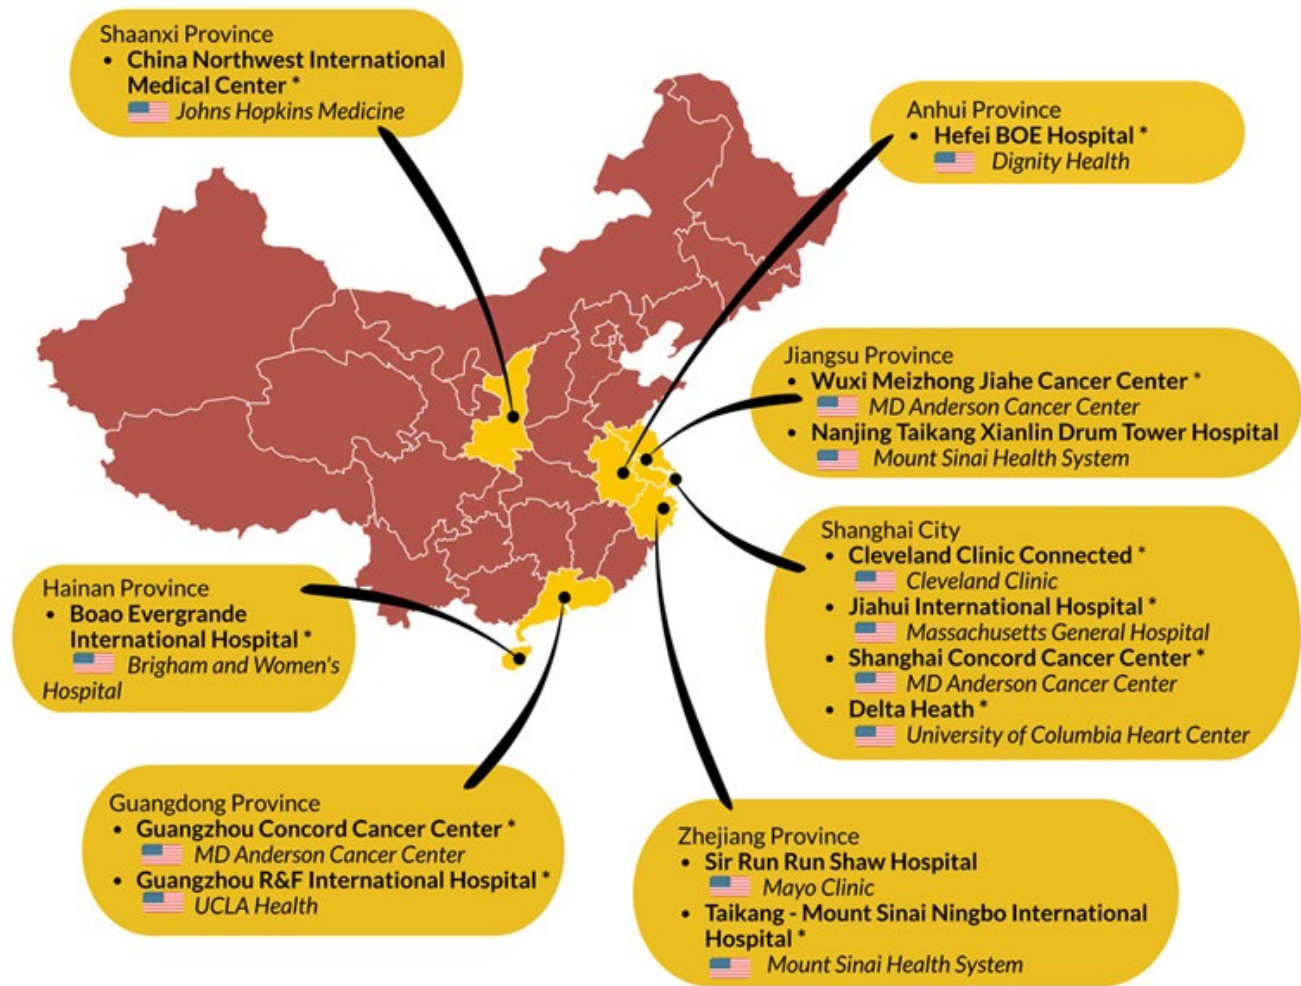 Shaanxi Province
• China Northwest International
Medical Center *
Johns Hopkins Medicine
Anhui Province
• Hefei BOE Hospital *
Dignity Health
Jiangsu Province
• Wuxi Meizhong Jiahe Cancer Center *
MD Anderson Cancer Center
• Nanjing Taikang Xianlin Drum Tower Hospital
Mount Sinai Health System
Shanghai City
• Cleveland Clinic Connected *
Cleveland Clinic
• Jiahui International Hospital *
Massachusetts General Hospital
• Shanghai Concord Cancer Center *
MD Anderson Cancer Center
• Delta Heath *
University of Columbia Heart Center
Hainan Province
• Boao Evergrande
International Hospital *
Brigham and Women's
Hospital
Guangdong Province
• Guangzhou Concord Cancer Center *
MD Anderson Cancer Center
• Guangzhou R&F International Hospital *
UCLA Health
Zhejiang Province
• Sir Run Run Shaw Hospital
Mayo Clinic
• Taikang - Mount Sinai Ningbo International
Hospital *
Mount Sinai Health System